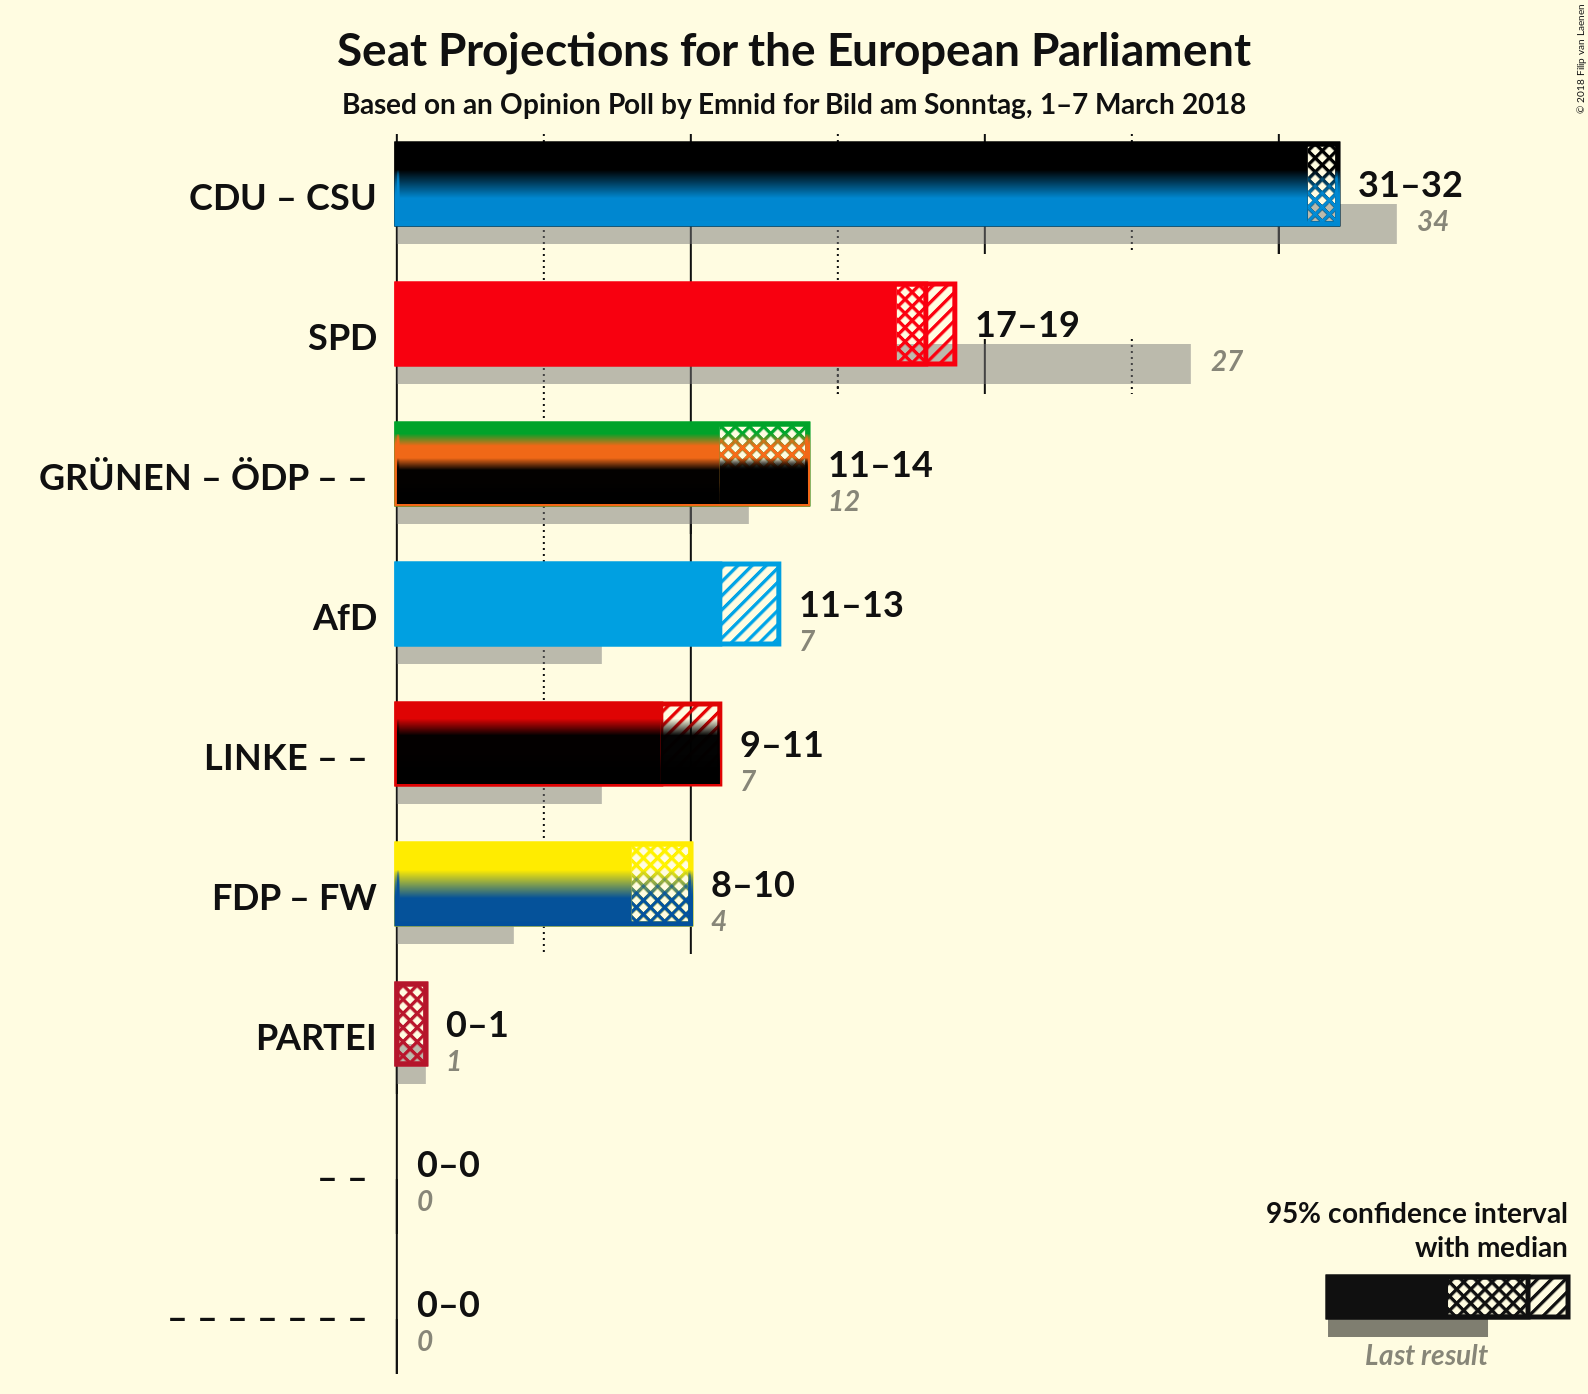 Seat Projections for the European Parliament
Based on an Opinion Poll by Emnid for Bild am Sonntag, 1–7 March 2018
© 2018 Filip van Laenen
CDU – CSU
31–32
34
SPD
17–19
27
GRÜNEN – ÖDP – –
11–14
12
AfD
11–13
7
LINKE – –
9–11
7
FDP – FW
8–10
4
PARTEI
0–1
1
– –
0–0
0
– – – – – – –
0–0
0
95% confidence interval
with median
Last result